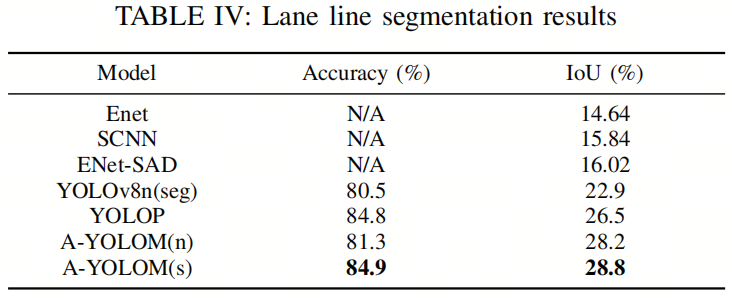 TABLE IV: Lane line segmentation results
Model Accuracy (%) IoU (%)
Enet N/A 14.64
SCNN N/A 15.84
ENet-SAD N/A 16.02
YOLOv8n(seg) 80.5 22.9
YOLOP 84.8 26.5
A-YOLOM(n) 81.3 28.2
A-YOLOM(s) 84.9 28.8